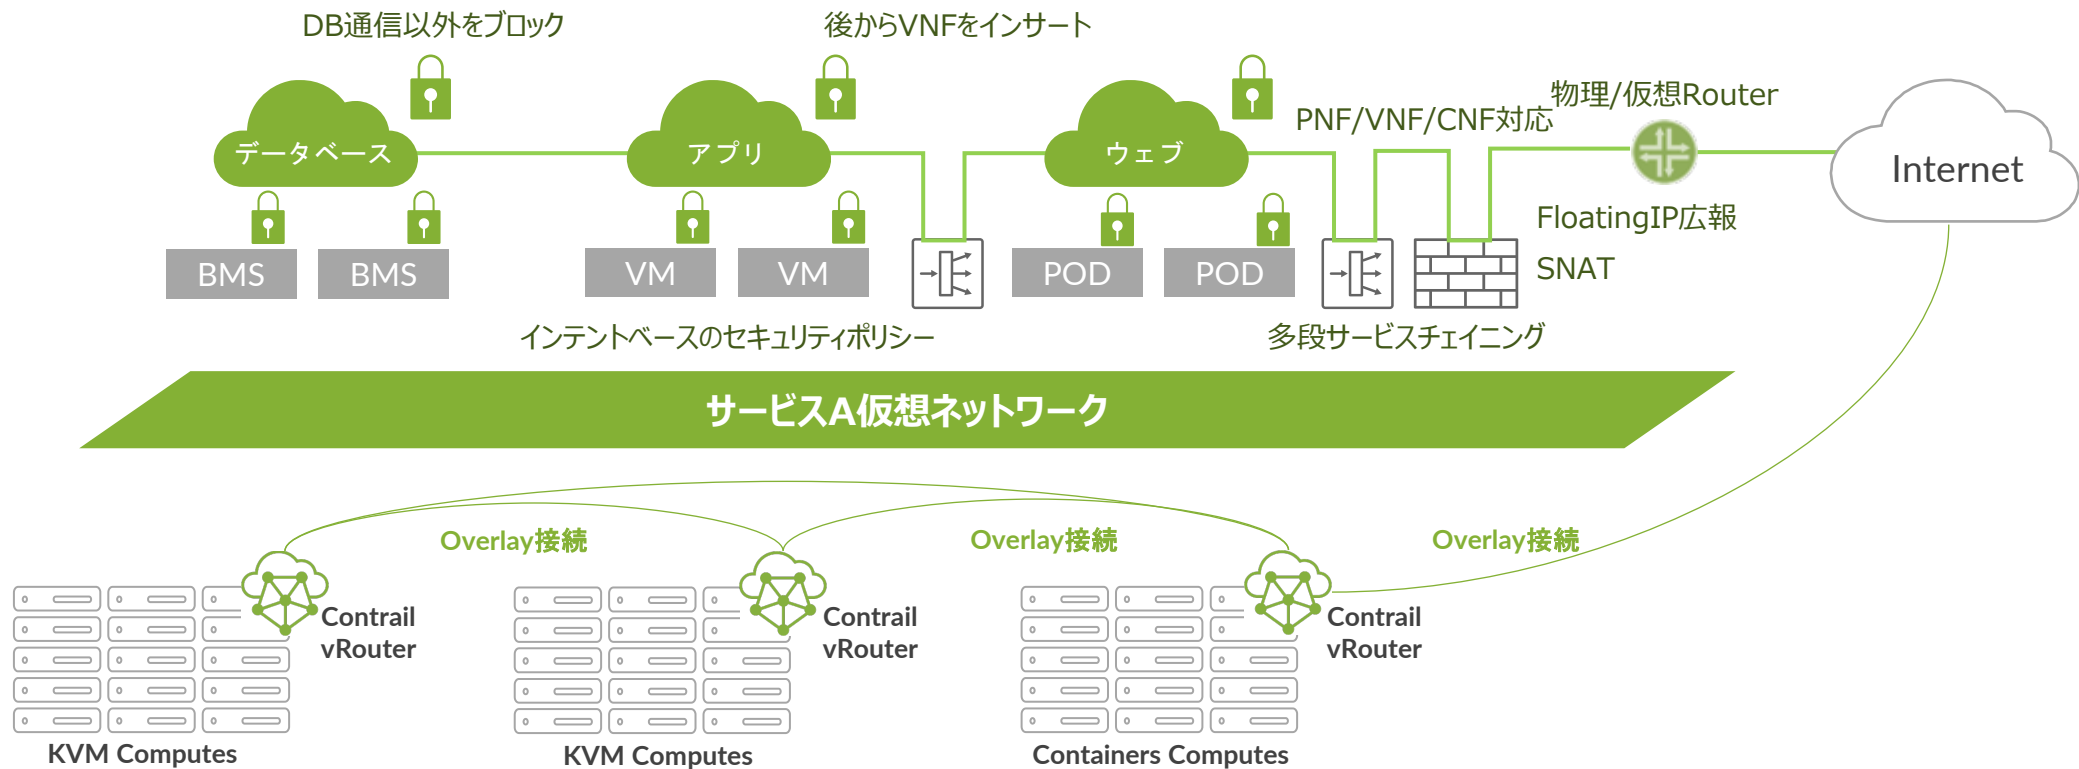 DB通信以外をブロック
後からVNFをインサート
物理/仮想Router
PNF/VNF/CNF対応
データベース
アプリ
ウェブ
Internet
FloatingIP広報
SNAT
BMS
BMS
VM
VM
POD
POD
インテントベースのセキュリティポリシー
多段サービスチェイニング
サービスA仮想ネットワーク
Overlay接続
Overlay接続
Overlay接続
Contrail
vRouter
Contrail
vRouter
Contrail
vRouter
KVM Computes
KVM Computes
Containers Computes